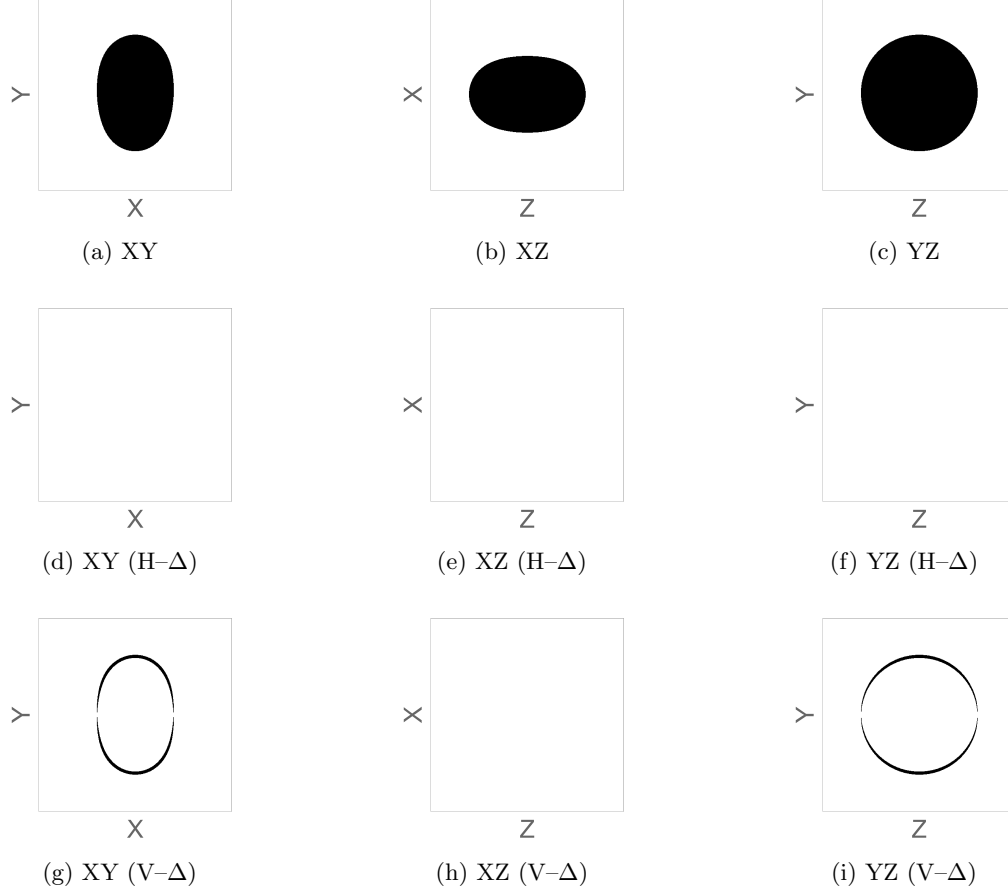 Y X Y
X Z Z
(a) XY (b) XZ (c) YZ
Y X Y
X Z Z
(d) XY (H–Δ) (e) XZ (H–Δ) (f) YZ (H–Δ)
Y X Y
X Z Z
(g) XY (V–Δ) (h) XZ (V–Δ) (i) YZ (V–Δ)